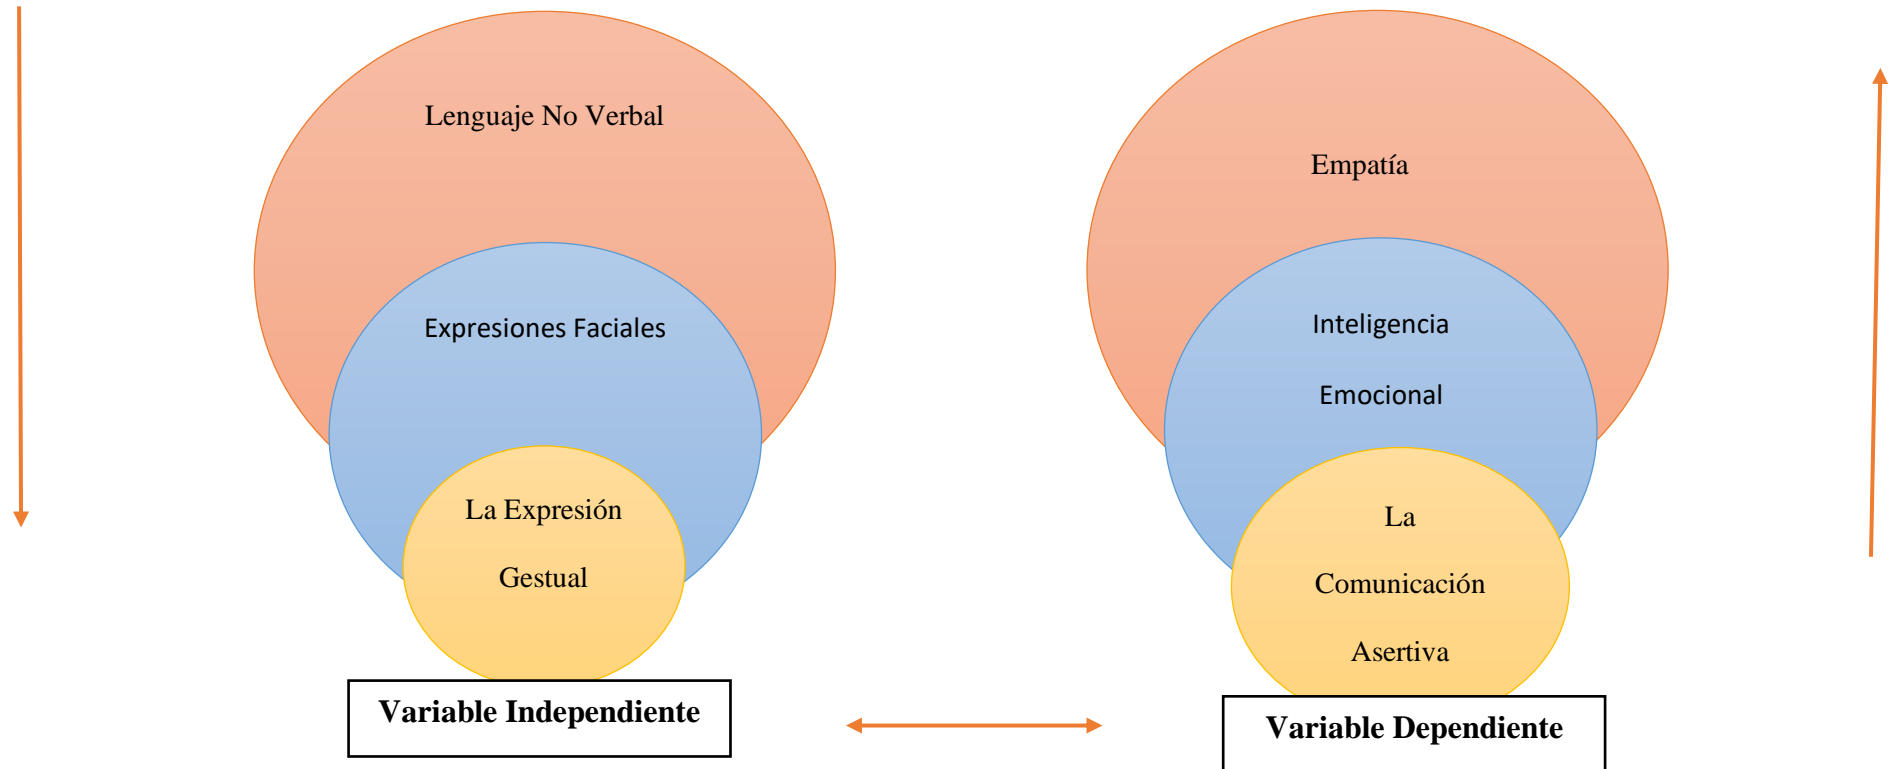 Lenguaje No Verbal
Expresiones Faciales
La Expresión
Gestual
Variable Independiente
Empatía
Inteligencia
Emocional
La
Comunicación
Asertiva
Variable Dependiente